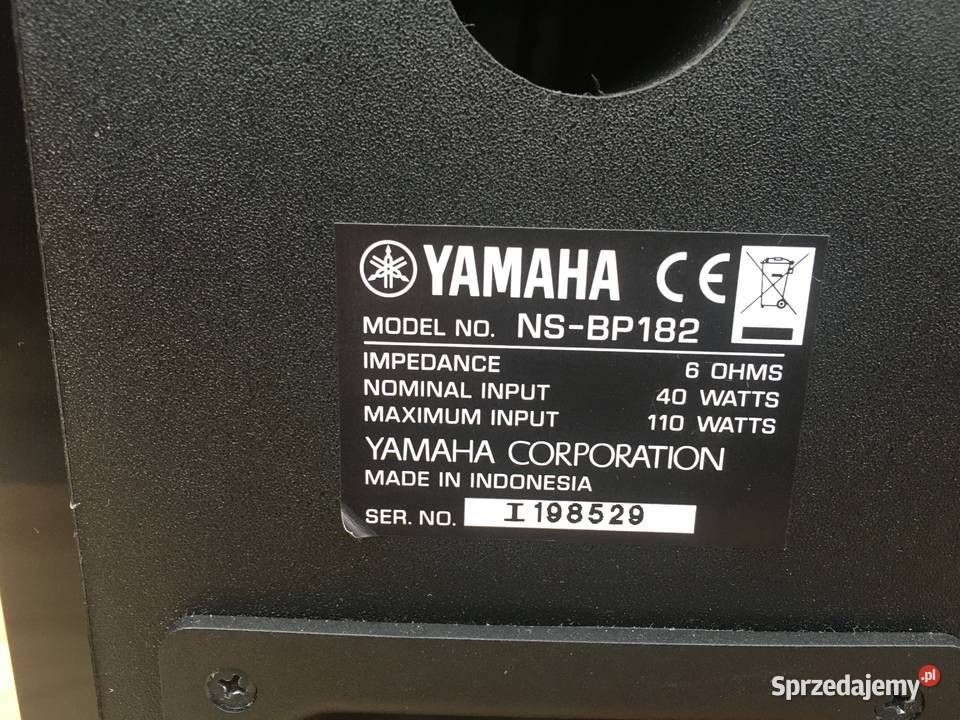 YAMAHA CE
MODEL NO. NS-BP182
IMPEDANCE 6 OHMS
NOMINAL INPUT 40 WATTS
MAXIMUM INPUT 110 WATTS
YAMAHA CORPORATION
MADE IN INDONESIA
SER. NO. I198529
Sprzedajemy.pl